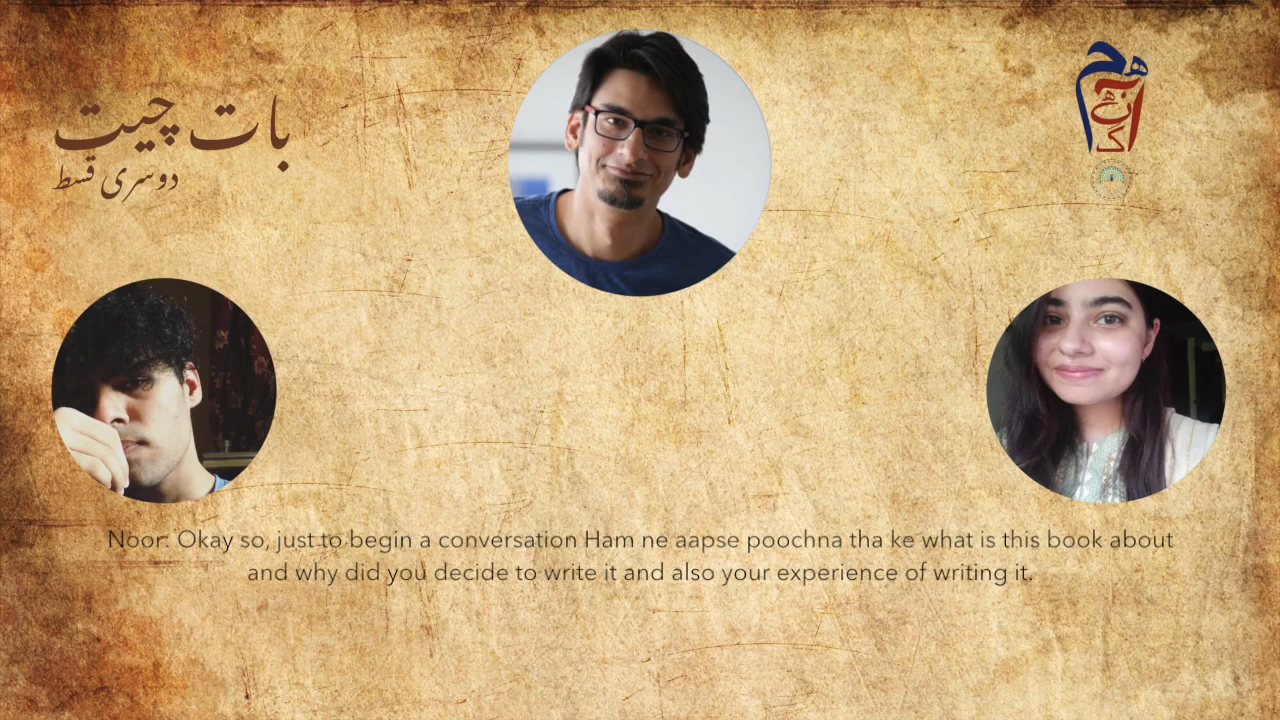 بات چیت
دوسری قسط
Noor: Okay so, just to begin a conversation Ham ne aapse poochna tha ke what is this book about
and why did you decide to write it and also your experience of writing it.